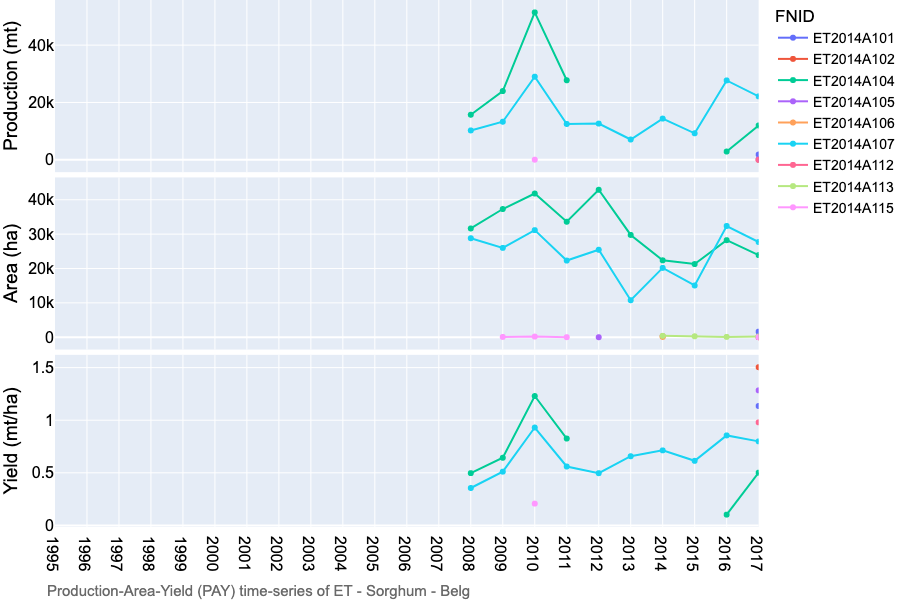 FNID
ET2014A101
ET2014A102
ET2014A104
ET2014A105
ET2014A106
ET2014A107
ET2014A112
ET2014A113
ET2014A115
Production (mt)
40k
20k
0
Area (ha)
40k
30k
20k
10k
0
Yield (mt/ha)
1.5
1
0.5
0
1995 1996 1997 1998 1999 2000 2001 2002 2003 2004 2005 2006 2007 2008 2009 2010 2011 2012 2013 2014 2015 2016 2017
Production-Area-Yield (PAY) time-series of ET - Sorghum - Belg